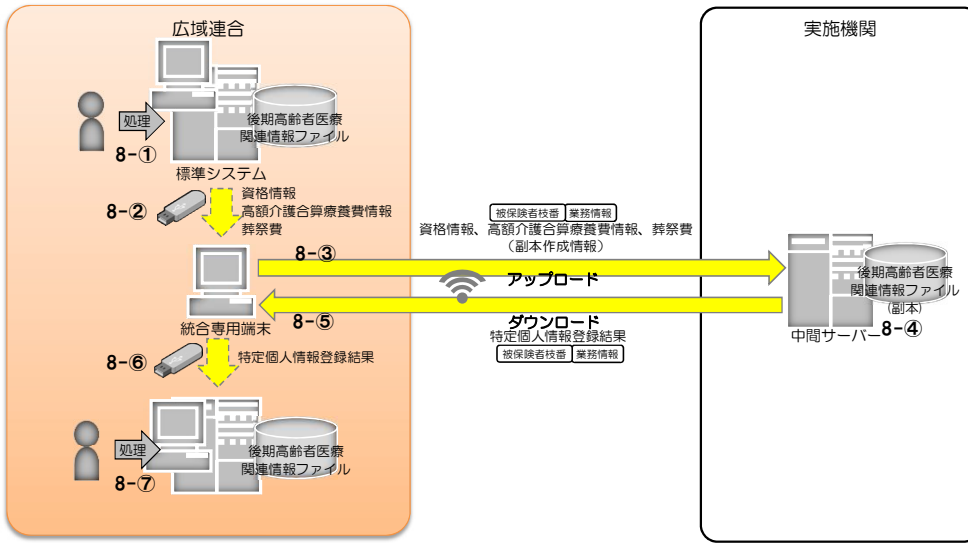 広域連合
実施機関
処理
8-①
後期高齢者医療
関連情報ファイル
標準システム
8-②
資格情報
高額介護合算療養費情報
葬祭費
8-③
被保険者枝番 業務情報
資格情報、高額介護合算療養費情報、葬祭費
(副本作成情報)
アップロード
後期高齢者医療
関連情報ファイル
(副本)
8-④
中間サーバー
統合専用端末
8-⑤
ダウンロード
特定個人情報登録結果
被保険者枝番 業務情報
8-⑥
特定個人情報登録結果
処理
8-⑦
後期高齢者医療
関連情報ファイル